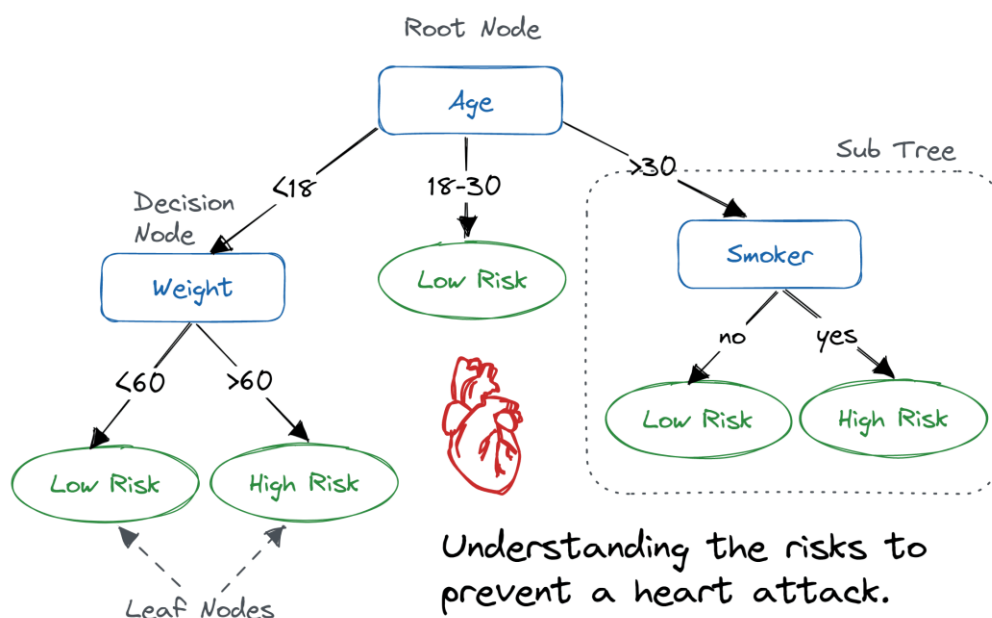 Root Node
Age
<18
18-30
>30
Sub Tree
Decision
Node
Weight
Low Risk
Smoker
<60
>60
no
yes
Low Risk
High Risk
Low Risk
High Risk
Leaf Nodes
Understanding the risks to
prevent a heart attack.